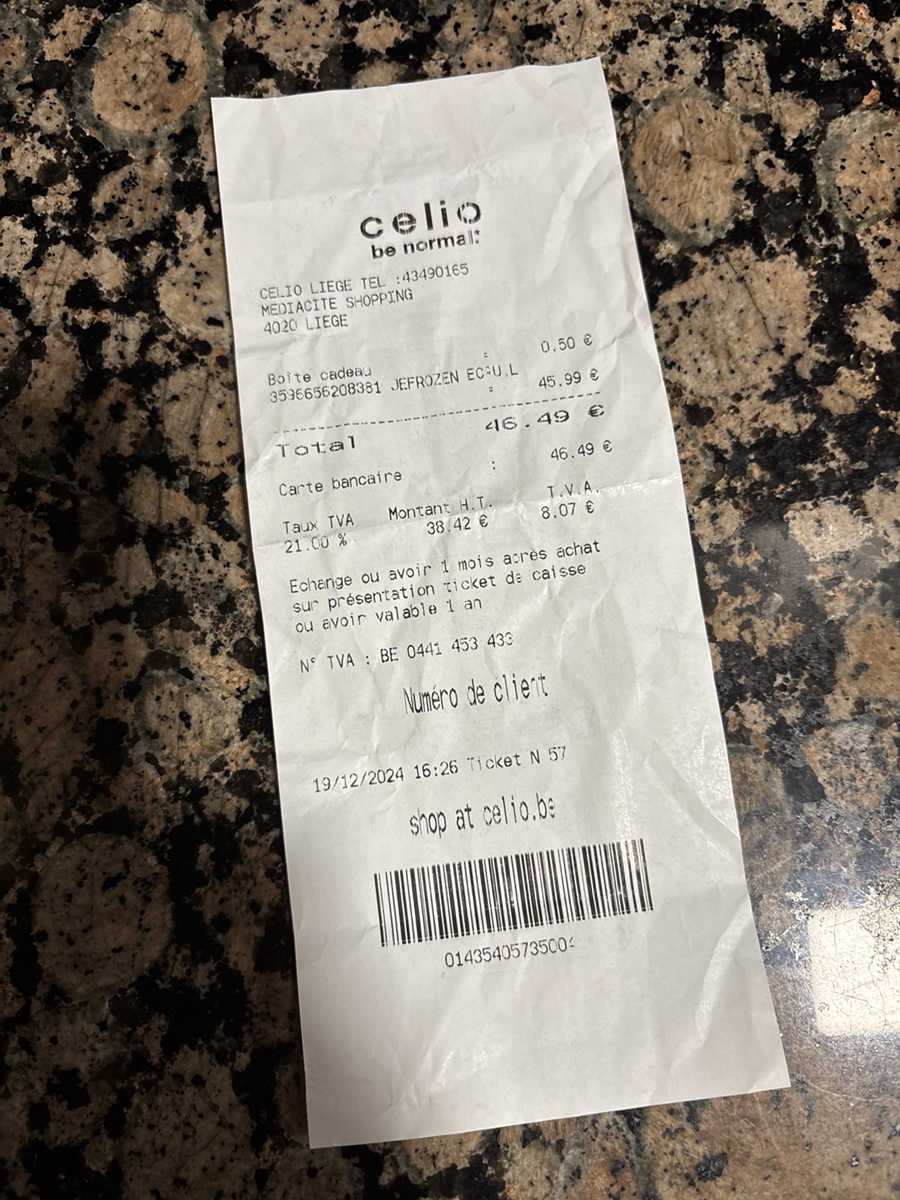 celio
be normal:
CELIO LIEGE TEL :43490165
MEDIACITE SHOPPING
4020 LIEGE
Boîte cadeau : 0.50 €
3596656208381 JEFROZEN : 45.99 €
Total 46.49 €
Carte bancaire : 46.49 €
Taux TVA Montant H.T. T.V.A.
21.00 % 38.42 € 8.07 €
Echange ou avoir 1 mois après achat
sur présentation ticket de caisse
ou avoir valable 1 an
N° TVA : BE 0441 453 433
Numéro de client
19/12/2024 16:26 Ticket N 57
shop at celio.be